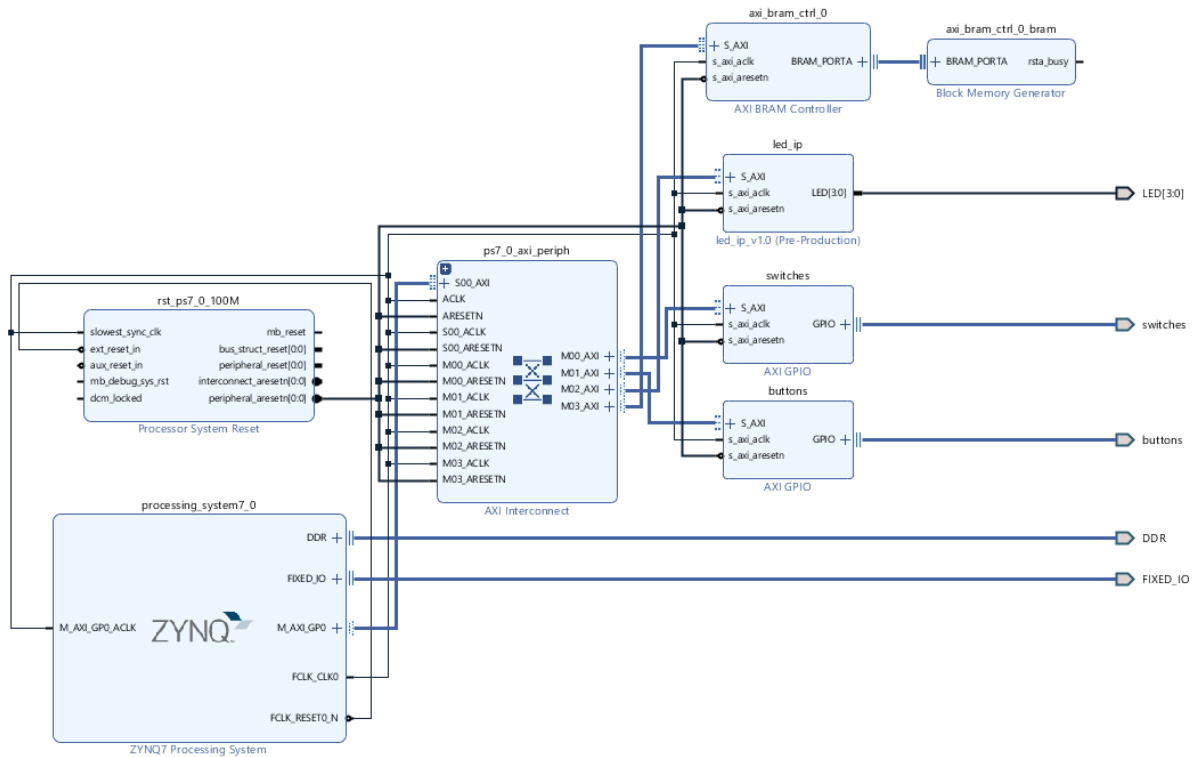 axi_bram_ctrl_0
S_AXI
s_axi_aclk
s_axi_aresetn
BRAM_PORTA
AXI BRAM Controller
axi_bram_ctrl_0_bram
BRAM_PORTA
rsta_busy
Block Memory Generator
led_ip
S_AXI
s_axi_aclk
s_axi_aresetn
LED[3:0]
led_ip_v1.0 (Pre-Production)
LED[3:0]
switches
S_AXI
s_axi_aclk
s_axi_aresetn
GPIO
AXI GPIO
switches
buttons
S_AXI
s_axi_aclk
s_axi_aresetn
GPIO
AXI GPIO
buttons
ps7_0_axi_periph
S00_AXI
ACLK
ARESETN
S00_ACLK
S00_ARESETN
M00_ACLK
M00_ARESETN
M01_ACLK
M01_ARESETN
M02_ACLK
M02_ARESETN
M03_ACLK
M03_ARESETN
M00_AXI
M01_AXI
M02_AXI
M03_AXI
AXI Interconnect
rst_ps7_0_100M
slowest_sync_clk
ext_reset_in
aux_reset_in
mb_debug_sys_rst
dcm_locked
mb_reset
bus_struct_reset[0:0]
peripheral_reset[0:0]
interconnect_aresetn[0:0]
peripheral_aresetn[0:0]
Processor System Reset
processing_system7_0
M_AXI_GP0_ACLK
ZYNQ
DDR
FIXED_IO
M_AXI_GP0
FCLK_CLK0
FCLK_RESET0_N
ZYNQ7 Processing System
DDR
FIXED_IO